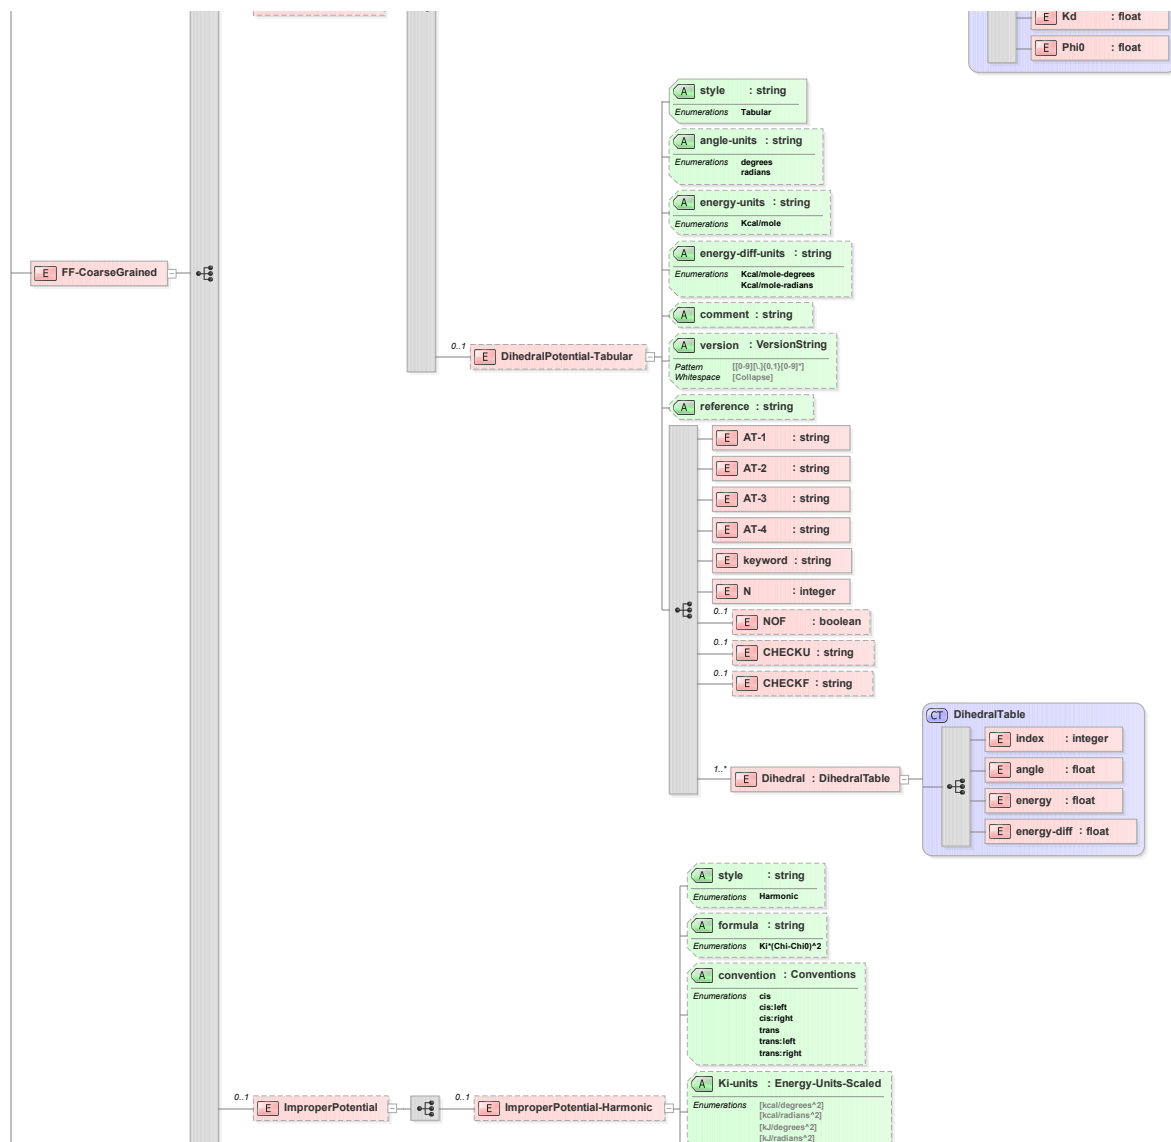 E Kd : float
E Phi0 : float
A style : string
Enumerations Tabular
A angle-units : string
Enumerations degrees
radians
A energy-units : string
Enumerations Kcal/mole
A energy-diff-units : string
Enumerations Kcal/mole-degrees
Kcal/mole-radians
E FF-CoarseGrained
A comment : string
0..1 E DihedralPotential-Tabular
A version : VersionString
Pattern [[0-9][\.]{0,1}[0-9]*]
Whitespace [Collapse]
A reference : string
E AT-1 : string
E AT-2 : string
E AT-3 : string
E AT-4 : string
E keyword : string
E N : integer
0..1 E NOF : boolean
0..1 E CHECKU : string
0..1 E CHECKF : string
1..* E Dihedral : DihedralTable
CT DihedralTable
E index : integer
E angle : float
E energy : float
E energy-diff : float
A style : string
Enumerations Harmonic
A formula : string
Enumerations Ki*(Chi-Chi0)^2
A convention : Conventions
Enumerations cis
cis:left
cis:right
trans
trans:left
trans:right
0..1 E ImproperPotential
0..1 E ImproperPotential-Harmonic
A Ki-units : Energy-Units-Scaled
Enumerations [kcal/degrees^2]
[kcal/radians^2]
[kJ/degrees^2]
[kJ/radians^2]